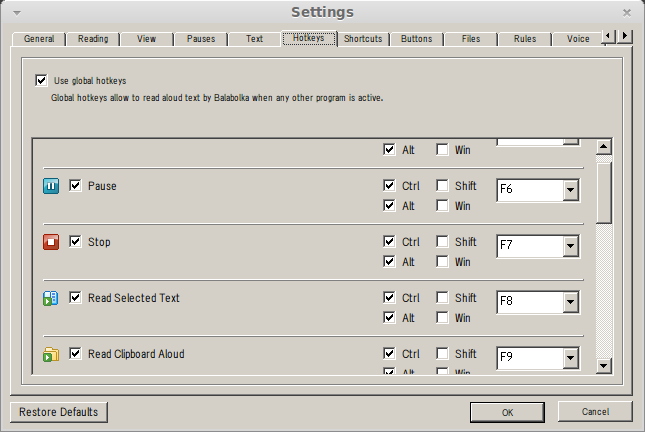 Settings
General Reading View Pauses Text Hotkeys Shortcuts Buttons Files Rules Voice
Use global hotkeys
Global hotkeys allow to read aloud text by Balabolka when any other program is active.
Alt Win
Pause Ctrl Shift F6
Alt Win
Stop Ctrl Shift F7
Alt Win
Read Selected Text Ctrl Shift F8
Alt Win
Read Clipboard Aloud Ctrl Shift F9
Alt Win
Restore Defaults OK Cancel